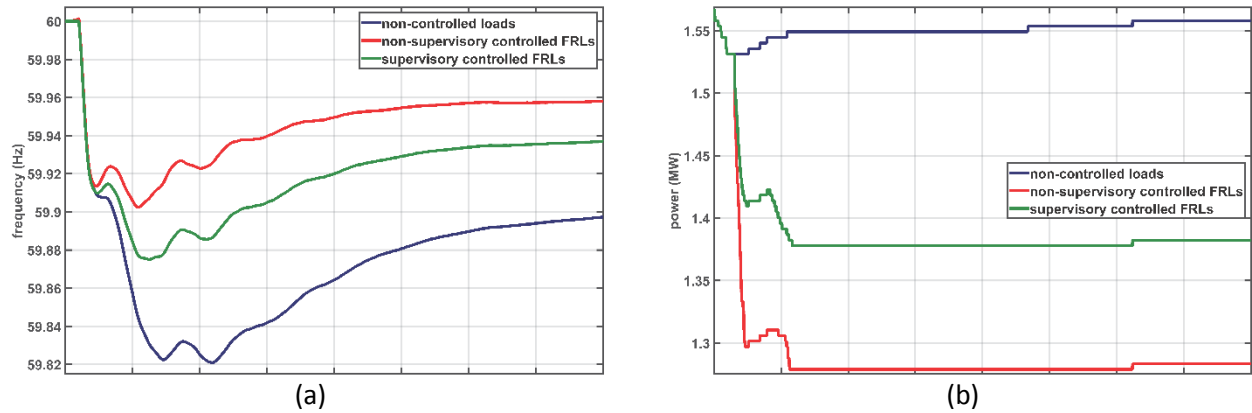 60
59.98
59.96
59.94
59.92
59.9
59.88
59.86
59.84
59.82
frequency (Hz)
non-controlled loads
non-supervisory controlled FRLs
supervisory controlled FRLs
(a)
1.55
1.5
1.45
1.4
1.35
1.3
power (MW)
non-controlled loads
non-supervisory controlled FRLs
supervisory controlled FRLs
(b)